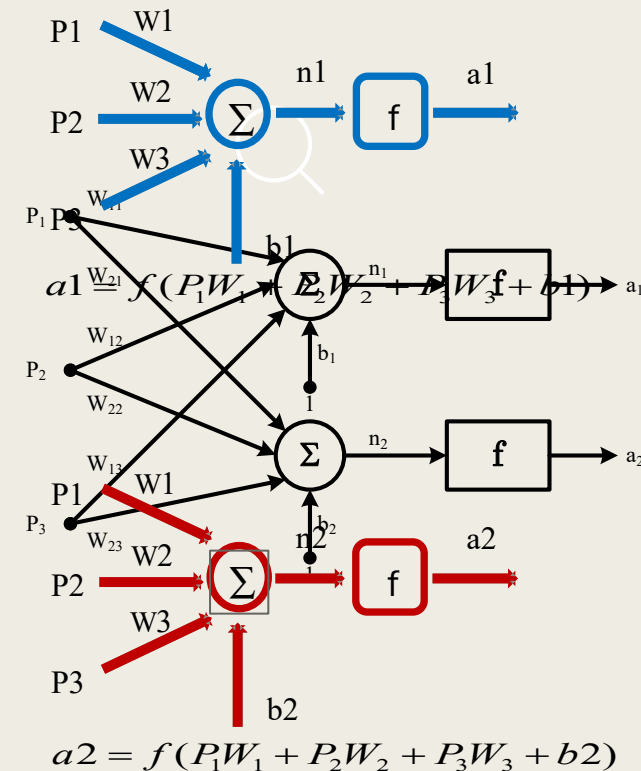 P1 W1
n1 a1
W2
P2 Σ f
W3
P3
P₁ W₁₁
b1
W₂₁ Σ n₁ f a₁
a1 = f(P₁W₁ + P₂W₂ + P₃W₃ + b1)
W₁₂
b₁
P₂
1
W₂₂
Σ n₂ f a₂
W₁₃
P1 W1
P₃ W₂₃ b₂
n2 a2
1
W2
P2 Σ f
W3
P3
b2
a2 = f(P₁W₁ + P₂W₂ + P₃W₃ + b2)